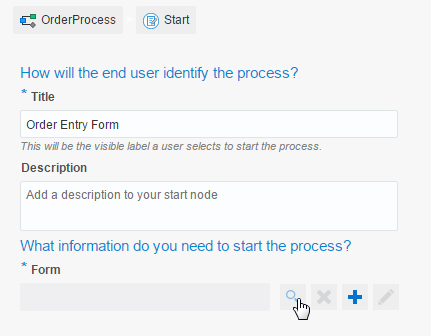 OrderProcess Start
How will the end user identify the process?
* Title
Order Entry Form
This will be the visible label a user selects to start the process.
Description
Add a description to your start node
What information do you need to start the process?
* Form